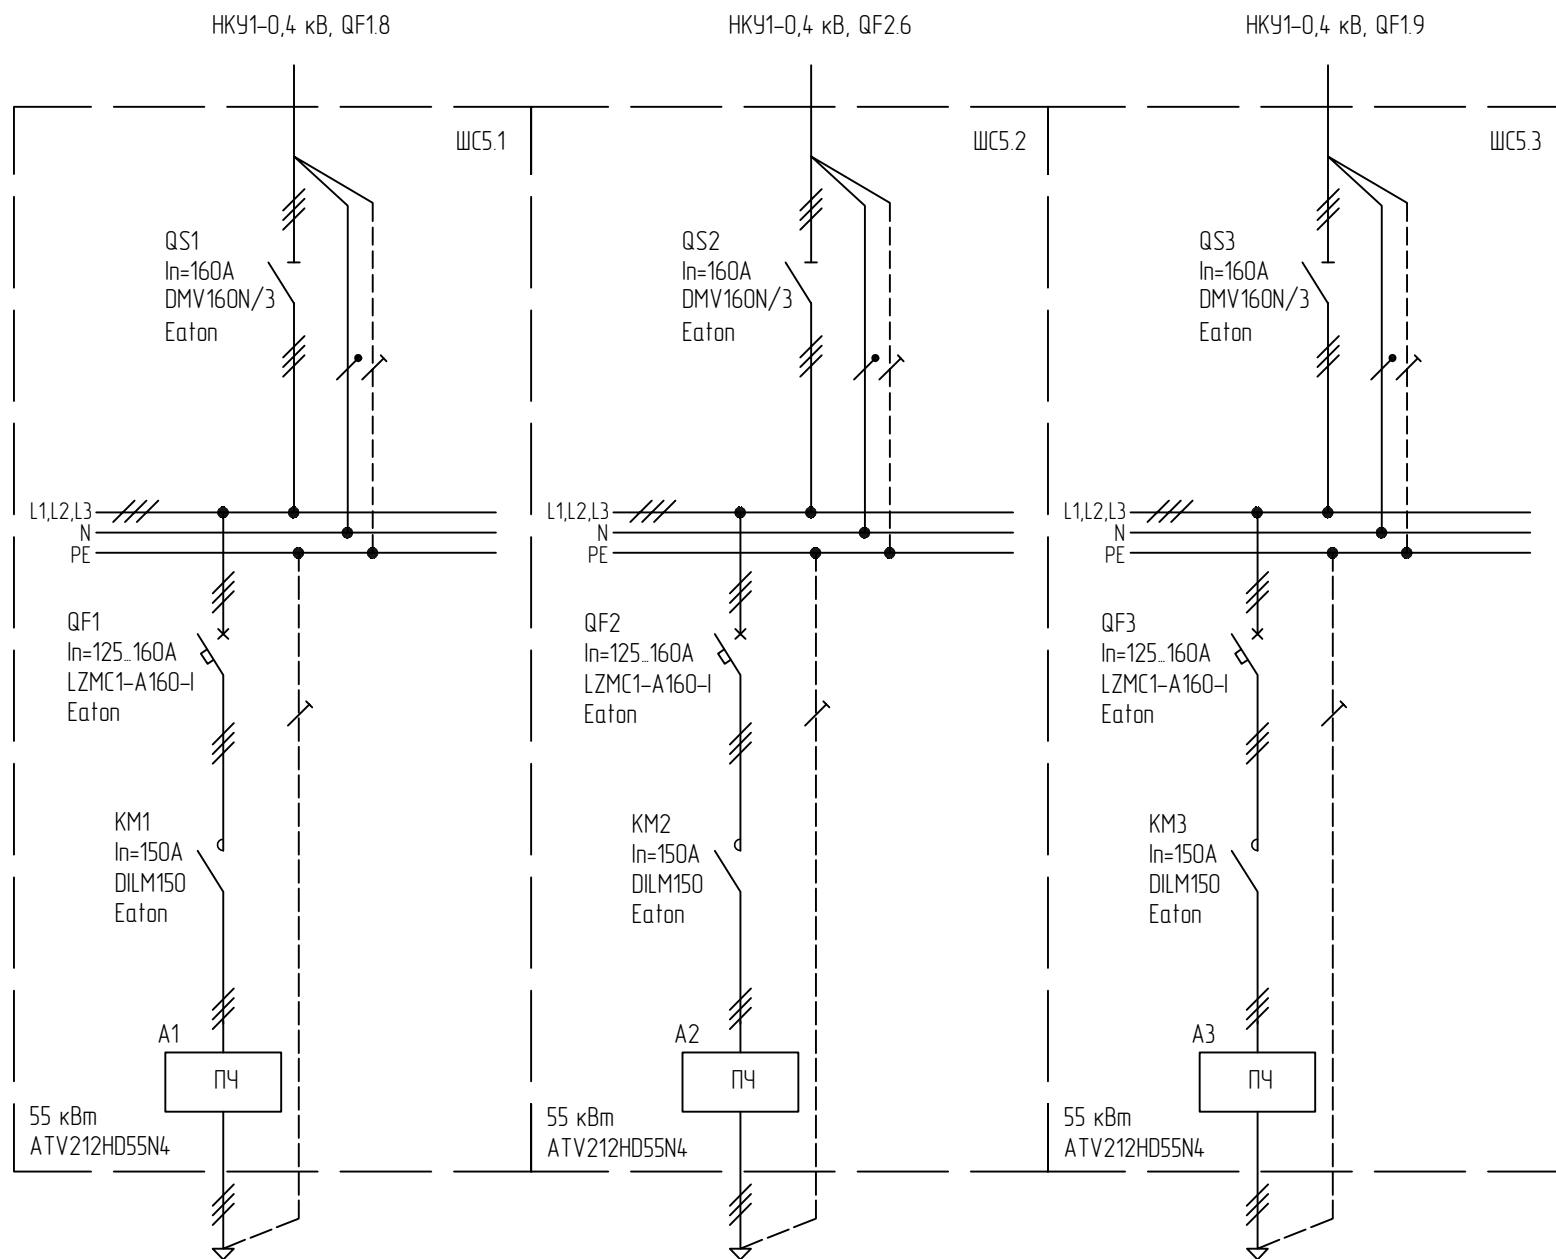 НКУ1-0,4 кВ, QF1.8
ШС5.1
QS1
In=160A
DMV160N/3
Eaton
L1,L2,L3
N
PE
QF1
In=125...160A
LZMC1-A160-I
Eaton
KM1
In=150A
DILM150
Eaton
A1
ПЧ
55 кВт
ATV212HD55N4
НКУ1-0,4 кВ, QF2.6
ШС5.2
QS2
In=160A
DMV160N/3
Eaton
L1,L2,L3
N
PE
QF2
In=125...160A
LZMC1-A160-I
Eaton
KM2
In=150A
DILM150
Eaton
A2
ПЧ
55 кВт
ATV212HD55N4
НКУ1-0,4 кВ, QF1.9
ШС5.3
QS3
In=160A
DMV160N/3
Eaton
L1,L2,L3
N
PE
QF3
In=125...160A
LZMC1-A160-I
Eaton
KM3
In=150A
DILM150
Eaton
A3
ПЧ
55 кВт
ATV212HD55N4